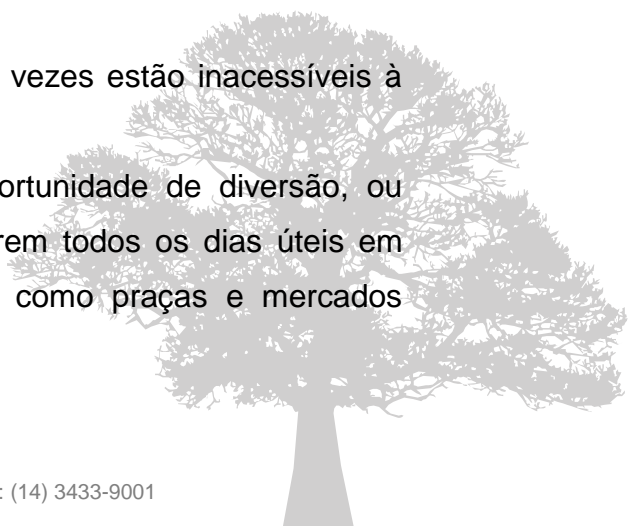 vezes estão inacessíveis à
ortunidade de diversão, ou
rem todos os dias úteis em
como praças e mercados
: (14) 3433-9001